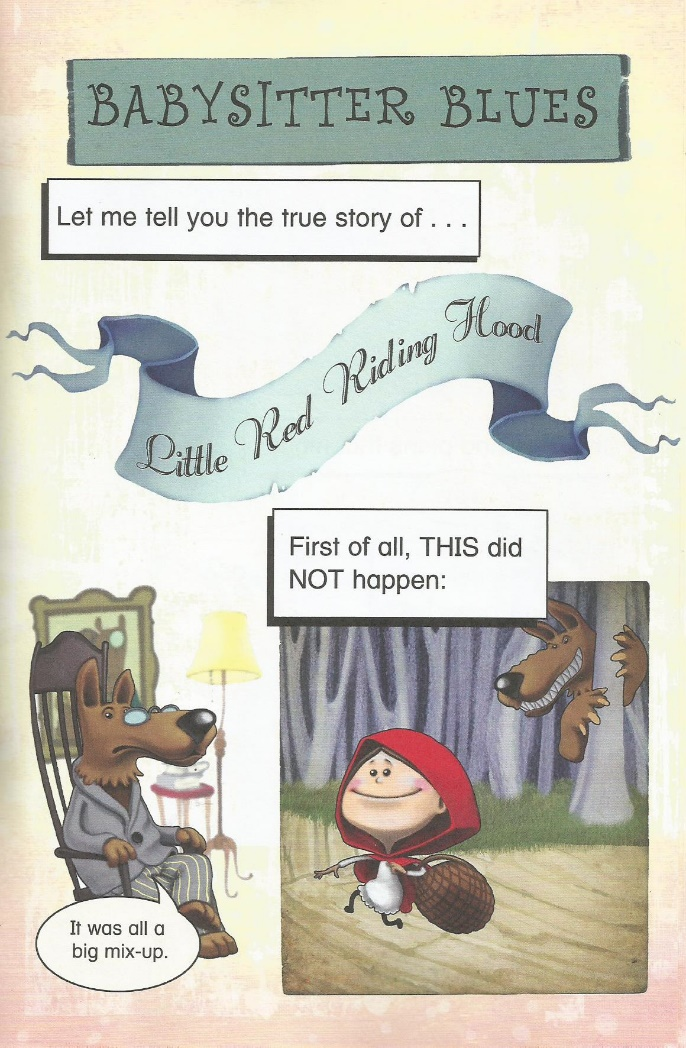 BABYSITTER BLUES
Let me tell you the true story of . . .
Little Red Riding Hood
First of all, THIS did
NOT happen:
It was all a
big mix-up.